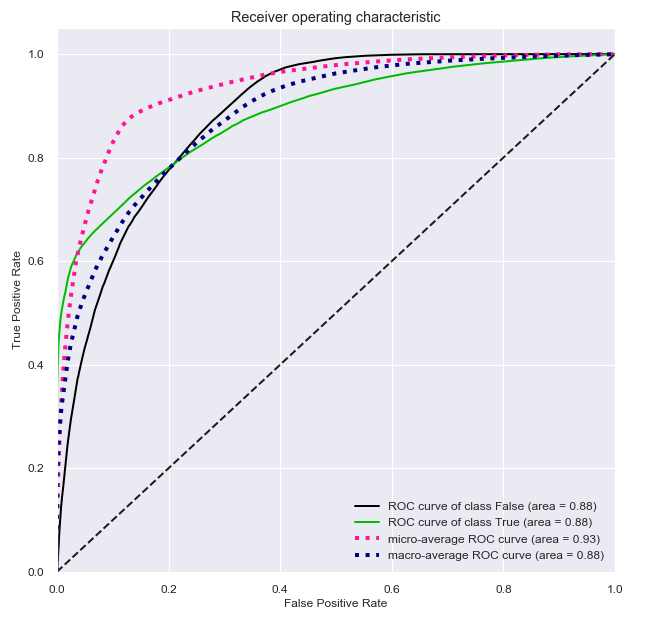 Receiver operating characteristic
1.0
0.8
0.6
0.4
0.2
0.0
True Positive Rate
ROC curve of class False (area = 0.88)
ROC curve of class True (area = 0.88)
micro-average ROC curve (area = 0.93)
macro-average ROC curve (area = 0.88)
0.0 0.2 0.4 0.6 0.8 1.0
False Positive Rate